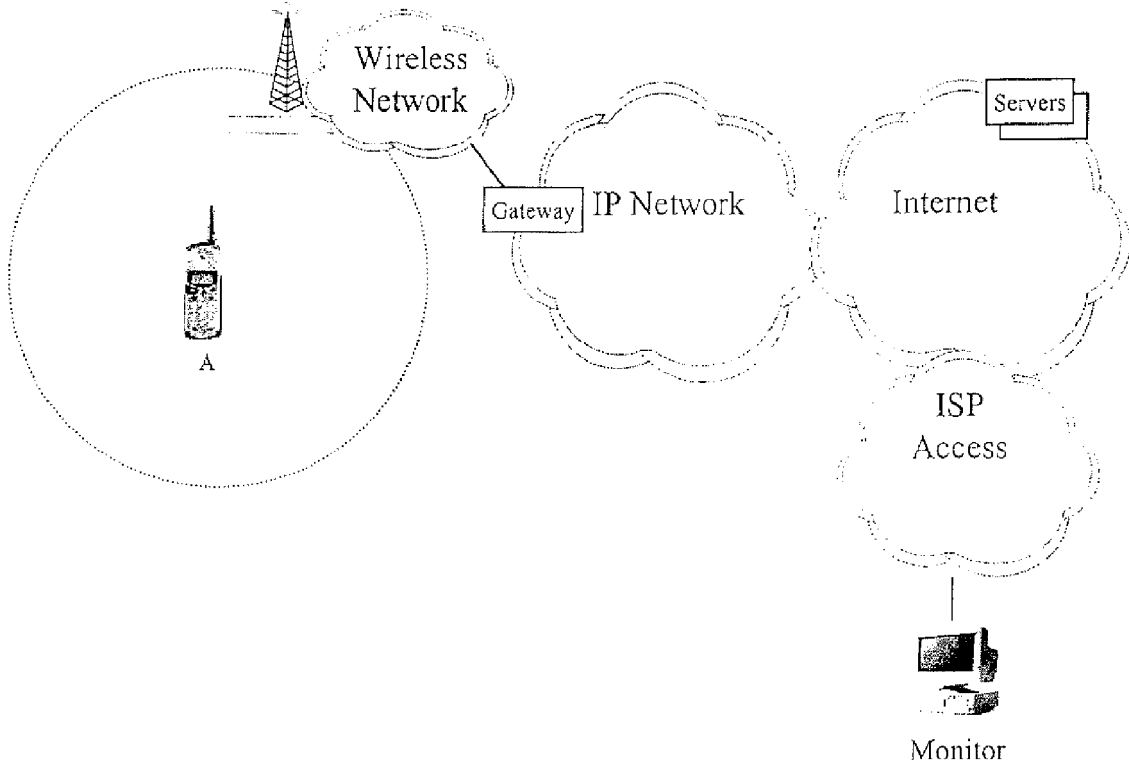 Wireless
Network
Servers
Gateway
IP Network
Internet
A
ISP
Access
Monitor